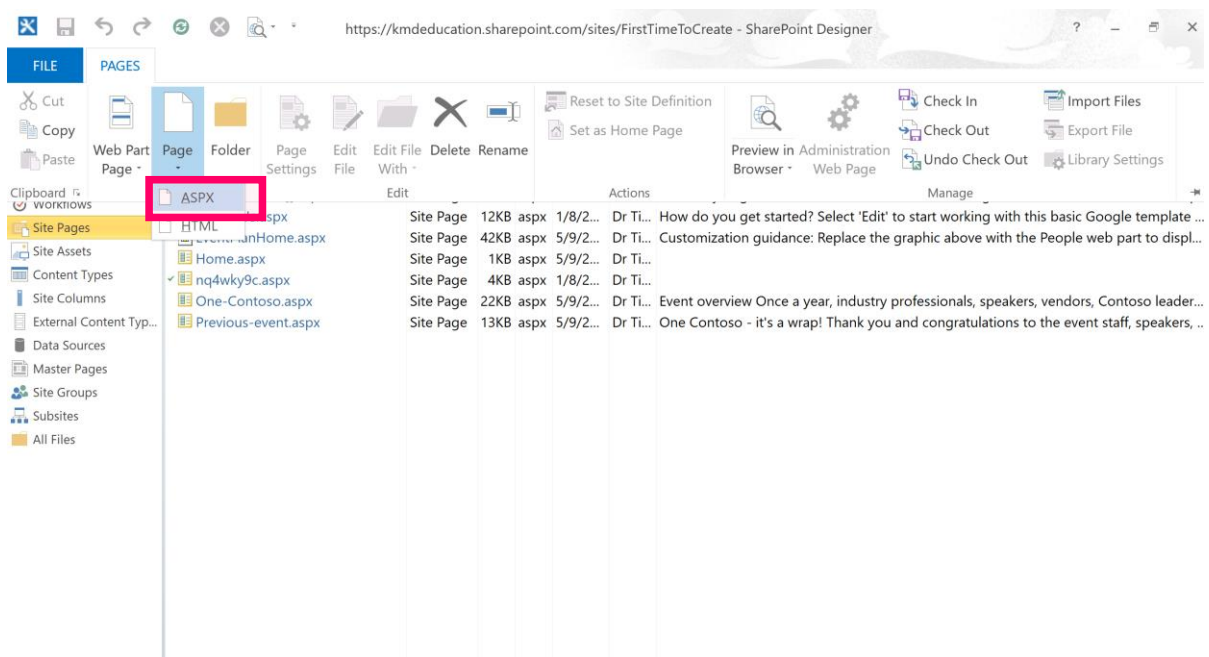 https://kmdeducation.sharepoint.com/sites/FirstTimeToCreate - SharePoint Designer
?
FILE PAGES
Cut
Copy
Paste
Clipboard
Web Part Page
Page
Folder
Page Settings
Edit File
Edit File With
Delete
Rename
Edit
Reset to Site Definition
Set as Home Page
Actions
Preview in Browser
Administration Web Page
Check In
Check Out
Undo Check Out
Manage
Import Files
Export File
Library Settings
ASPX
HTML
Workflows
Site Pages
Site Assets
Content Types
Site Columns
External Content Typ...
Data Sources
Master Pages
Site Groups
Subsites
All Files
spx Site Page 12KB aspx 1/8/2... Dr Ti... How do you get started? Select 'Edit' to start working with this basic Google template ...
EventPlanHome.aspx Site Page 42KB aspx 5/9/2... Dr Ti... Customization guidance: Replace the graphic above with the People web part to displ...
Home.aspx Site Page 1KB aspx 5/9/2... Dr Ti...
nq4wky9c.aspx Site Page 4KB aspx 1/8/2... Dr Ti...
One-Contoso.aspx Site Page 22KB aspx 5/9/2... Dr Ti... Event overview Once a year, industry professionals, speakers, vendors, Contoso leader...
Previous-event.aspx Site Page 13KB aspx 5/9/2... Dr Ti... One Contoso - it's a wrap! Thank you and congratulations to the event staff, speakers, ..